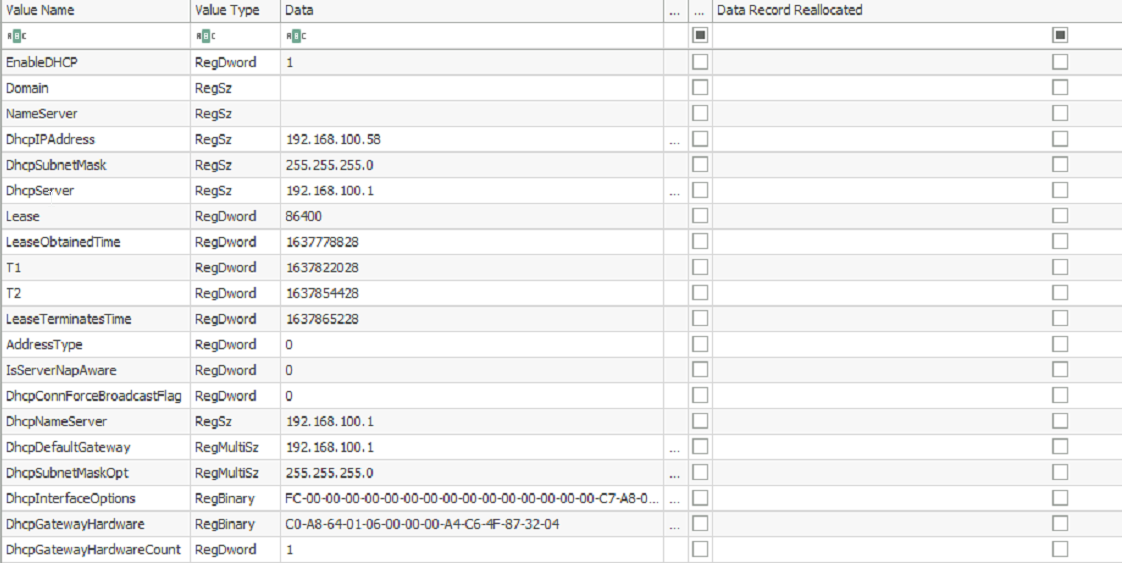 Value Name Value Type Data ... ... Data Record Reallocated
ABC ABC ABC
EnableDHCP RegDword 1
Domain RegSz
NameServer RegSz
DhcpIPAddress RegSz 192.168.100.58 ...
DhcpSubnetMask RegSz 255.255.255.0
DhcpServer RegSz 192.168.100.1 ...
Lease RegDword 86400
LeaseObtainedTime RegDword 1637778828
T1 RegDword 1637822028
T2 RegDword 1637854428
LeaseTerminatesTime RegDword 1637865228
AddressType RegDword 0
IsServerNapAware RegDword 0
DhcpConnForceBroadcastFlag RegDword 0
DhcpNameServer RegSz 192.168.100.1
DhcpDefaultGateway RegMultiSz 192.168.100.1 ...
DhcpSubnetMaskOpt RegMultiSz 255.255.255.0 ...
DhcpInterfaceOptions RegBinary FC-00-00-00-00-00-00-00-00-00-00-00-00-00-00-00-C7-A8-0... ...
DhcpGatewayHardware RegBinary C0-A8-64-01-06-00-00-00-A4-C6-4F-87-32-04 ...
DhcpGatewayHardwareCount RegDword 1